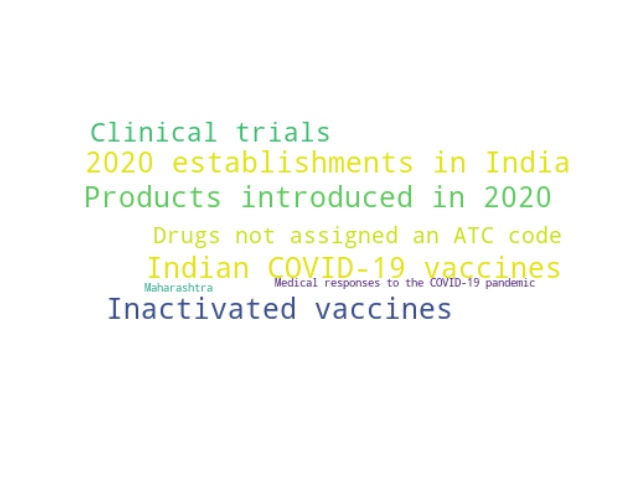 Clinical trials
2020 establishments in India
Products introduced in 2020
Drugs not assigned an ATC code
Indian COVID-19 vaccines
Maharashtra
Medical responses to the COVID-19 pandemic
Inactivated vaccines